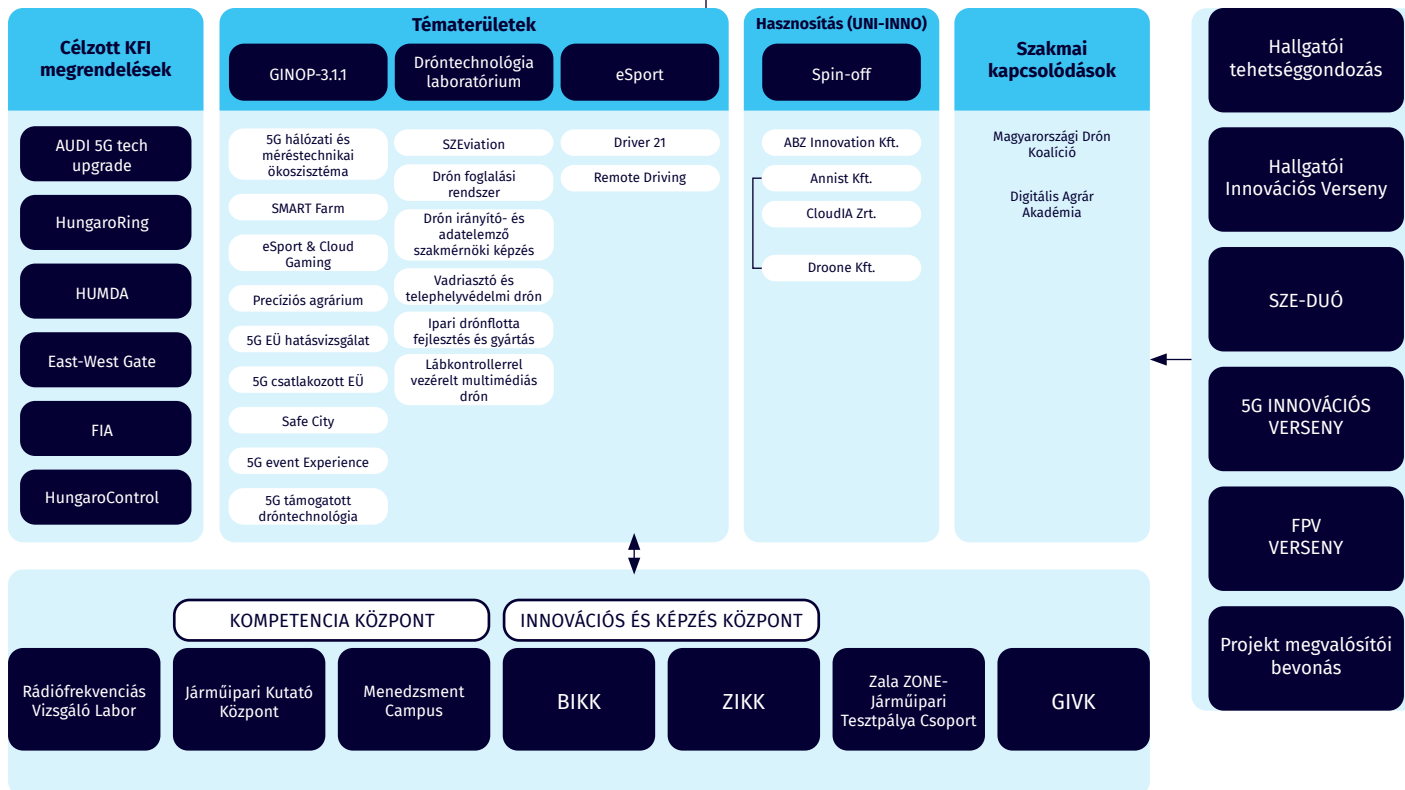 Célzott KFI
megrendelések
AUDI 5G tech
upgrade
HungaroRing
HUMDA
East-West Gate
FIA
HungaroControl
Tématerületek
GINOP-3.1.1
5G hálózati és
méréstechnikai
ökoszisztéma
SMART Farm
eSport & Cloud
Gaming
Precíziós agrárium
5G EÜ hatásvizsgálat
5G csatlakozott EÜ
Safe City
5G event Experience
5G támogatott
dróntechnológia
Dróntechnológia
laboratórium
SZEviation
Drón foglalási
rendszer
Drón irányító- és
adatelemző
szakmérnöki képzés
Vadriasztó és
telephelyvédelmi drón
Ipari drónflotta
fejlesztés és gyártás
Lábkontrollerrel
vezérelt multimédiás
drón
eSport
Driver 21
Remote Driving
Hasznosítás (UNI-INNO)
Spin-off
ABZ Innovation Kft.
Annist Kft.
CloudIA Zrt.
Droone Kft.
Szakmai
kapcsolódások
Magyarországi Drón
Koalíció
Digitális Agrár
Akadémia
Hallgatói
tehetséggondozás
Hallgatói
Innovációs Verseny
SZE-DUÓ
5G INNOVÁCIÓS
VERSENY
FPV
VERSENY
Projekt megvalósítói
bevonás
KOMPETENCIA KÖZPONT
INNOVÁCIÓS ÉS KÉPZÉS KÖZPONT
Rádiófrekvenciás
Vizsgáló Labor
Járműipari Kutató
Központ
Menedzsment
Campus
BIKK
ZIKK
Zala ZONE-
Járműipari
Tesztpálya Csoport
GIVK